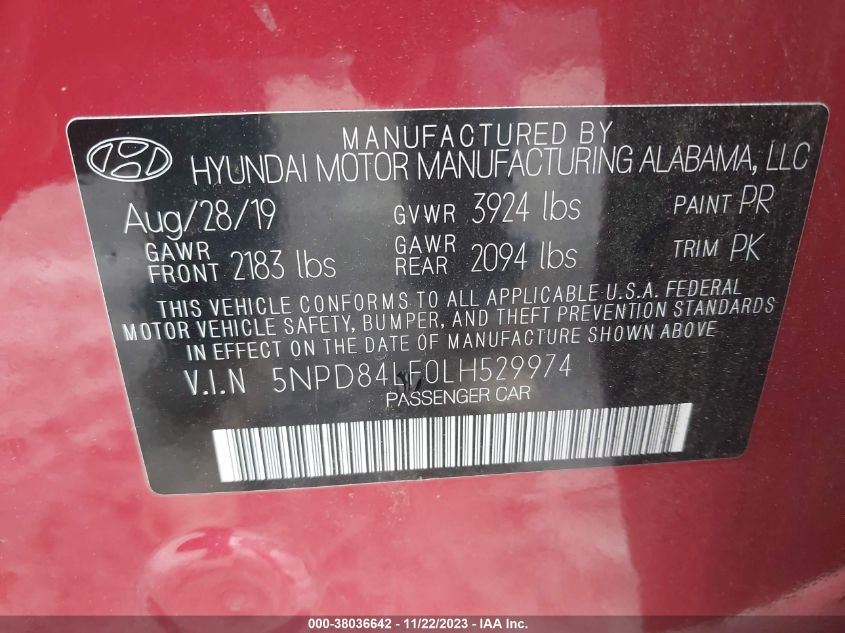 MANUFACTURED BY
HYUNDAI MOTOR MANUFACTURING ALABAMA, LLC
Aug/28/19 GVWR 3924 lbs PAINT PR
GAWR FRONT 2183 lbs GAWR REAR 2094 lbs TRIM PK
THIS VEHICLE CONFORMS TO ALL APPLICABLE U.S.A. FEDERAL
MOTOR VEHICLE SAFETY, BUMPER, AND THEFT PREVENTION STANDARDS
IN EFFECT ON THE DATE OF MANUFACTURE SHOWN ABOVE
V.I.N 5NPD84LF0LH529974
PASSENGER CAR
000-38036642 - 11/22/2023 - IAA Inc.